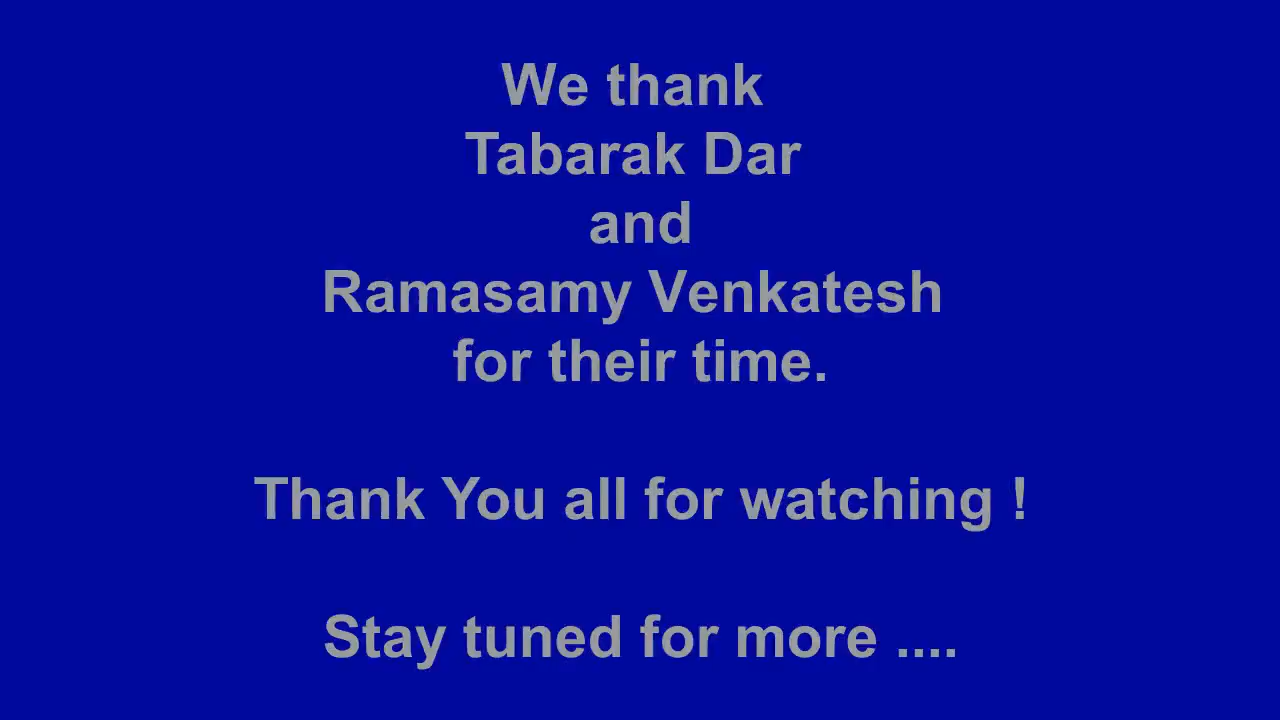 We thank
Tabarak Dar
and
Ramasamy Venkatesh
for their time.
Thank You all for watching !
Stay tuned for more ....